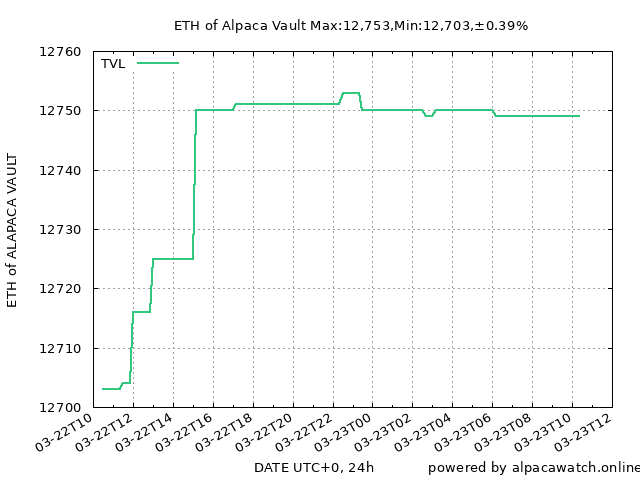 ETH of Alpaca Vault Max:12,753,Min:12,703,±0.39%
12760
TVL
12750
12740
12730
12720
12710
12700
ETH of ALAPACA VAULT
03-22T10
03-22T12
03-22T14
03-22T16
03-22T18
03-22T20
03-22T22
03-23T00
03-23T02
03-23T04
03-23T06
03-23T08
03-23T10
03-23T12
DATE UTC+0, 24h
powered by alpacawatch.online